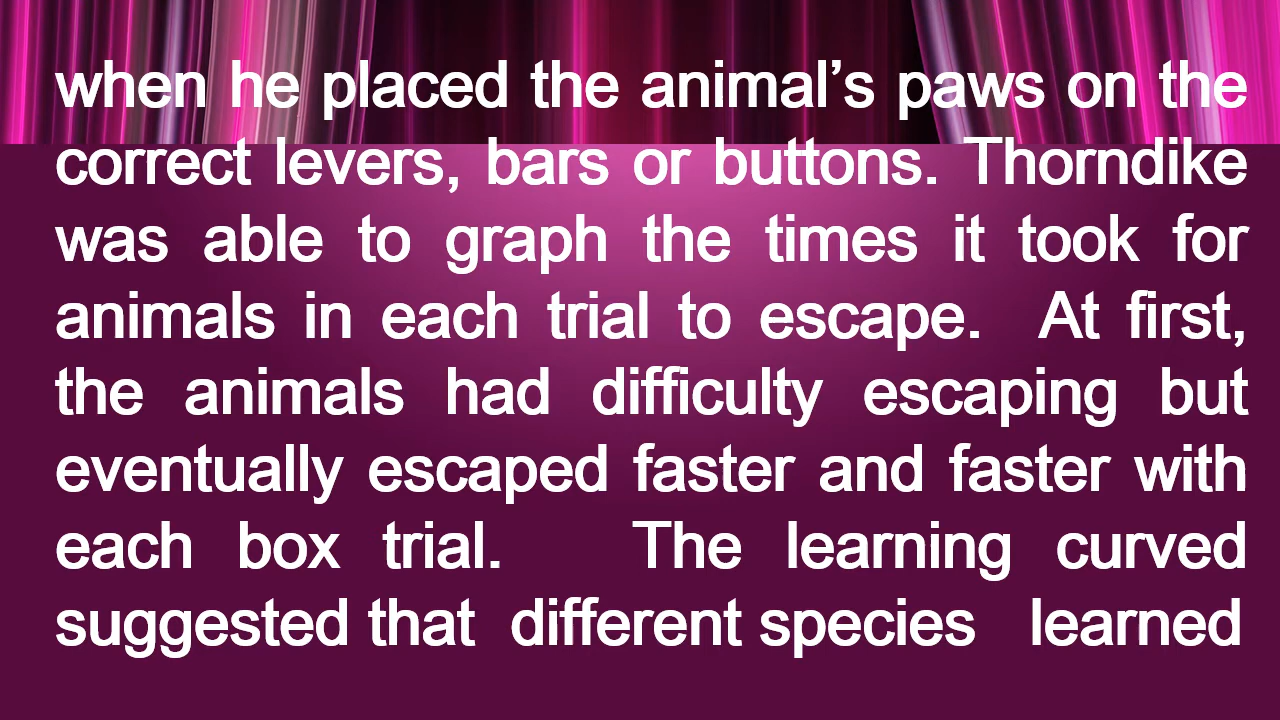 when he placed the animal’s paws on the
correct levers, bars or buttons. Thorndike
was able to graph the times it took for
animals in each trial to escape. At first,
the animals had difficulty escaping but
eventually escaped faster and faster with
each box trial. The learning curved
suggested that different species learned